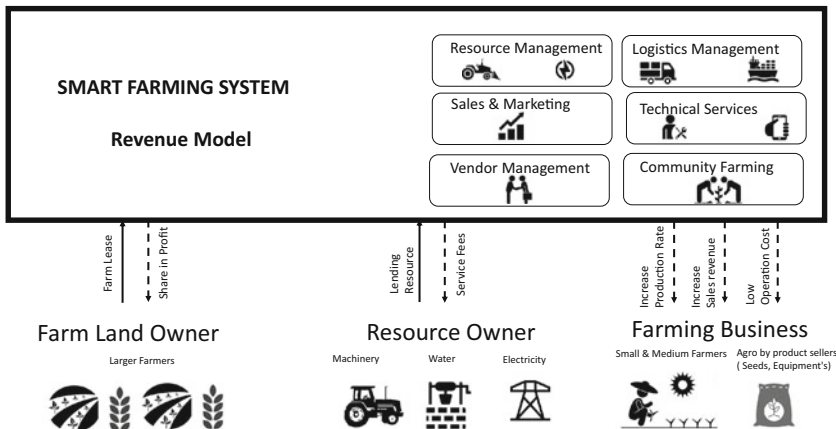 SMART FARMING SYSTEM
Revenue Model
Resource Management
Logistics Management
Sales & Marketing
Technical Services
Vendor Management
Community Farming
Farm Lease
Share in Profit
Lending
Resource
Service Fees
Increase
Production Rate
Increase
Sales revenue
Low
Operation Cost
Farm Land Owner
Larger Farmers
Resource Owner
Machinery
Water
Electricity
Farming Business
Small & Medium Farmers
Agro by product sellers
( Seeds, Equipment's)